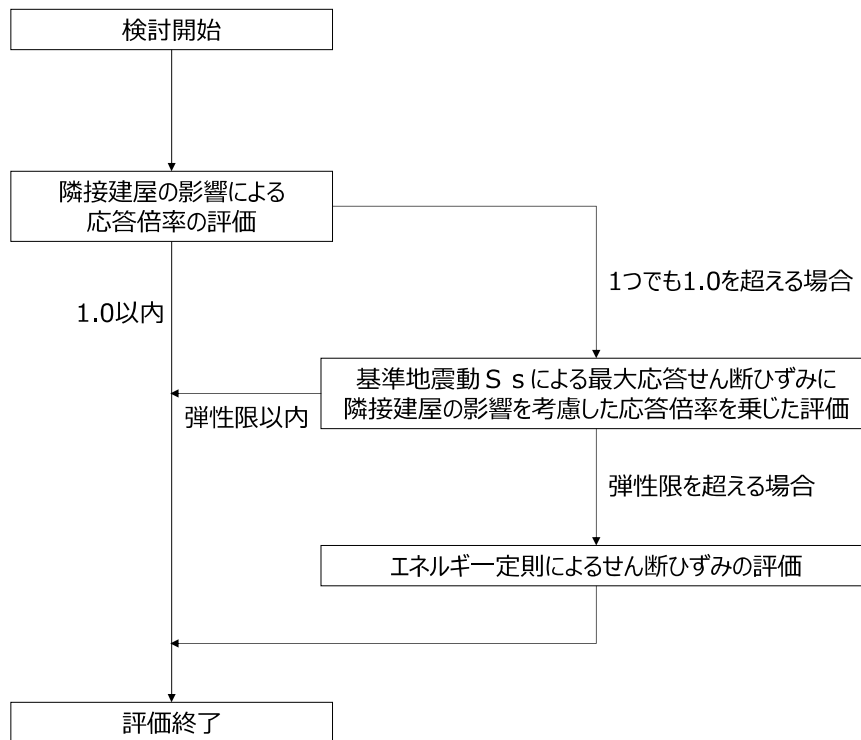 検討開始
隣接建屋の影響による
応答倍率の評価
1.0以内
1つでも1.0を超える場合
基準地震動Ｓｓによる最大応答せん断ひずみに
隣接建屋の影響を考慮した応答倍率を乗じた評価
弾性限以内
弾性限を超える場合
エネルギー定則によるせん断ひずみの評価
評価終了